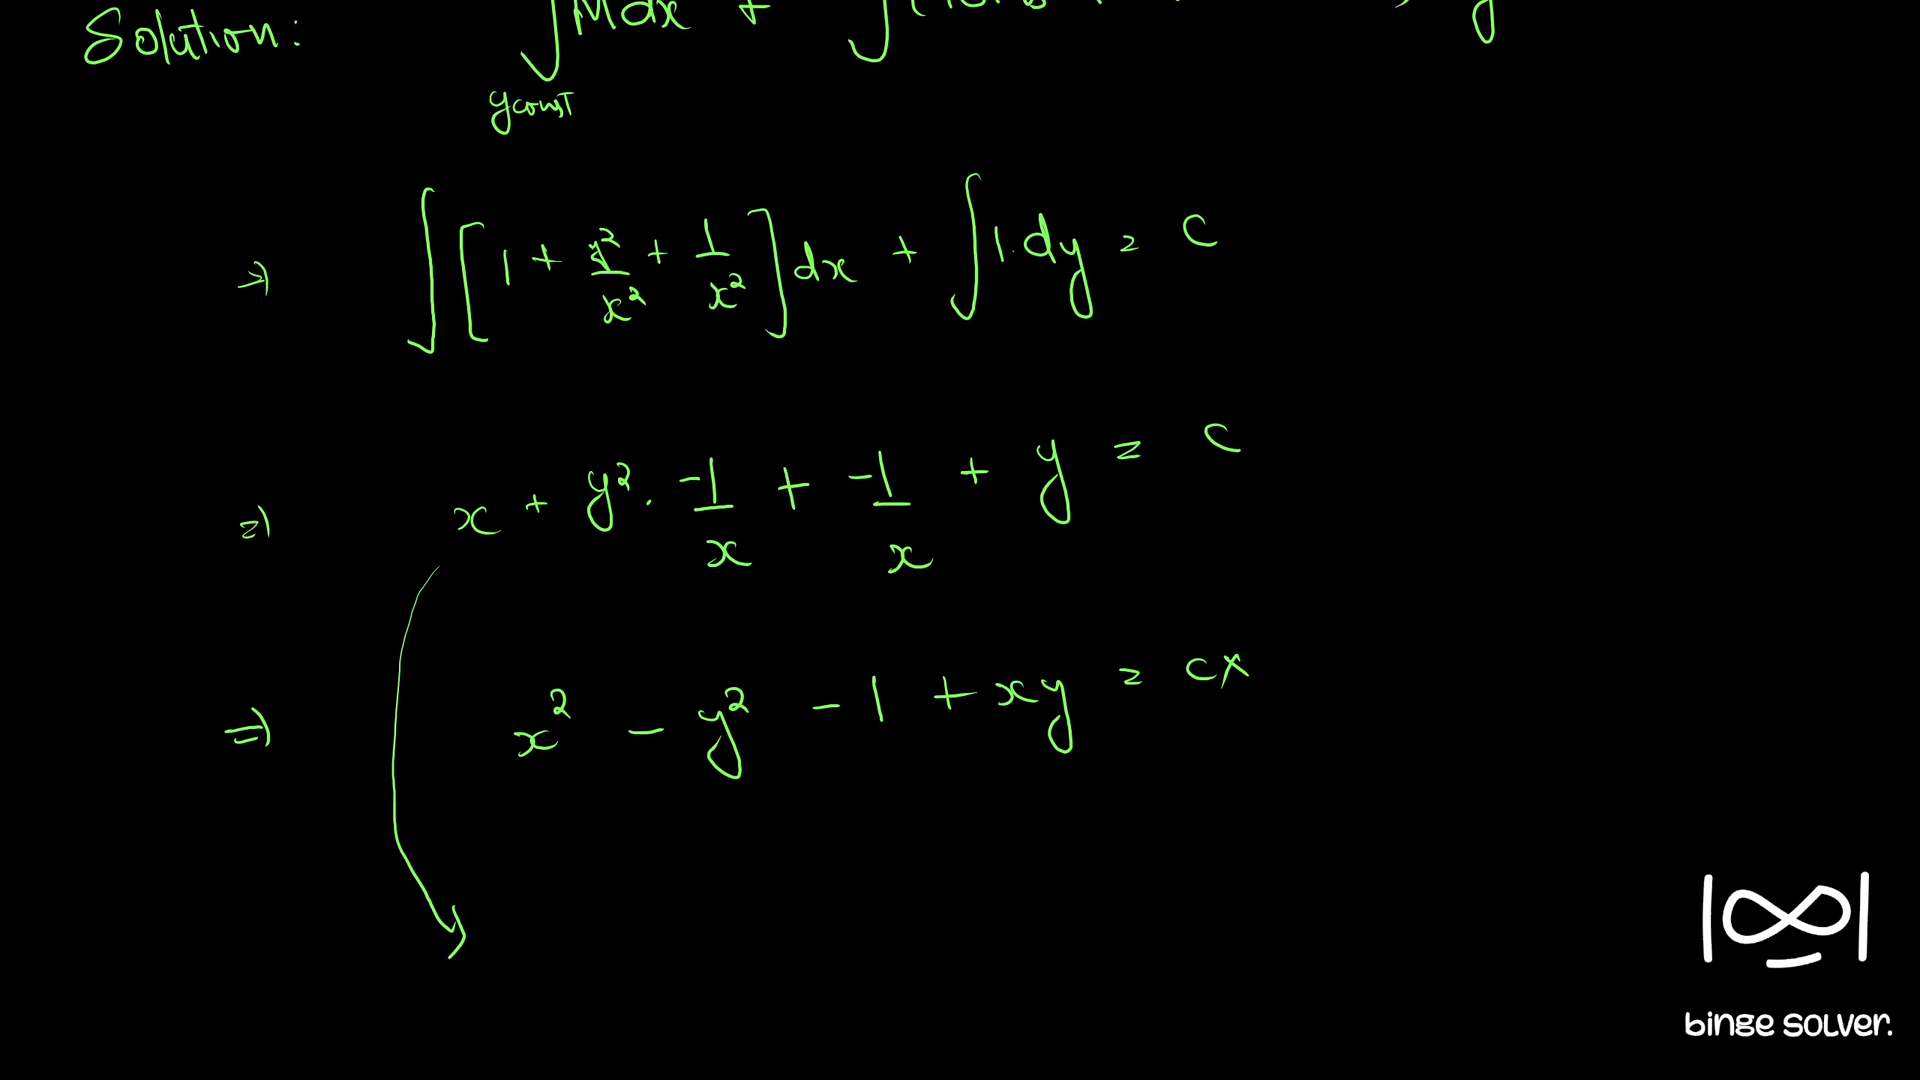 Solution: ∫ Mdx + ∫
y const
⇒ ∫ [1 + y²/x² + 1/x²] dx + ∫ 1.dy = c
⇒ x + y² . -1/x + -1/x + y = c
⇒ x² - y² - 1 + xy = cx
binge solver.